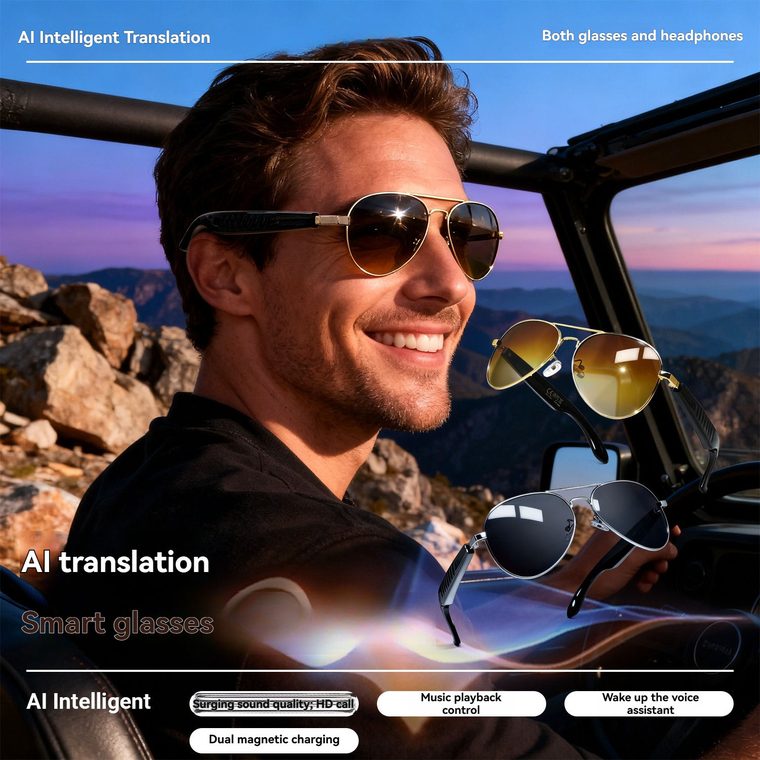 AI Intelligent Translation
Both glasses and headphones
AI translation
Smart glasses
AI Intelligent
Surging sound quality; HD call
Music playback
control
Wake up the voice
assistant
Dual magnetic charging